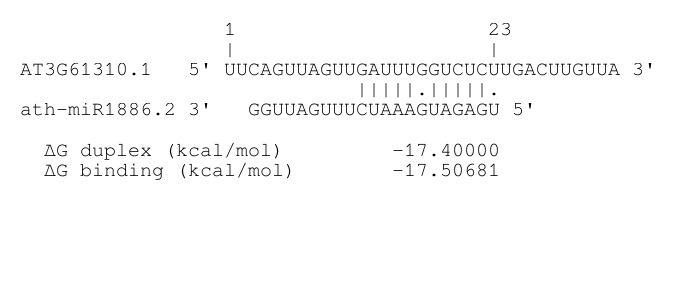 1 23
| |
AT3G61310.1 5' UUCAGUUAGUUGAUUUGGUCUCUUGACUUGUUA 3'
|||||.|||||.
ath-miR1886.2 3' GGUUAGUUUCUAAAGUAGAGU 5'
ΔG duplex (kcal/mol) -17.40000
ΔG binding (kcal/mol) -17.50681